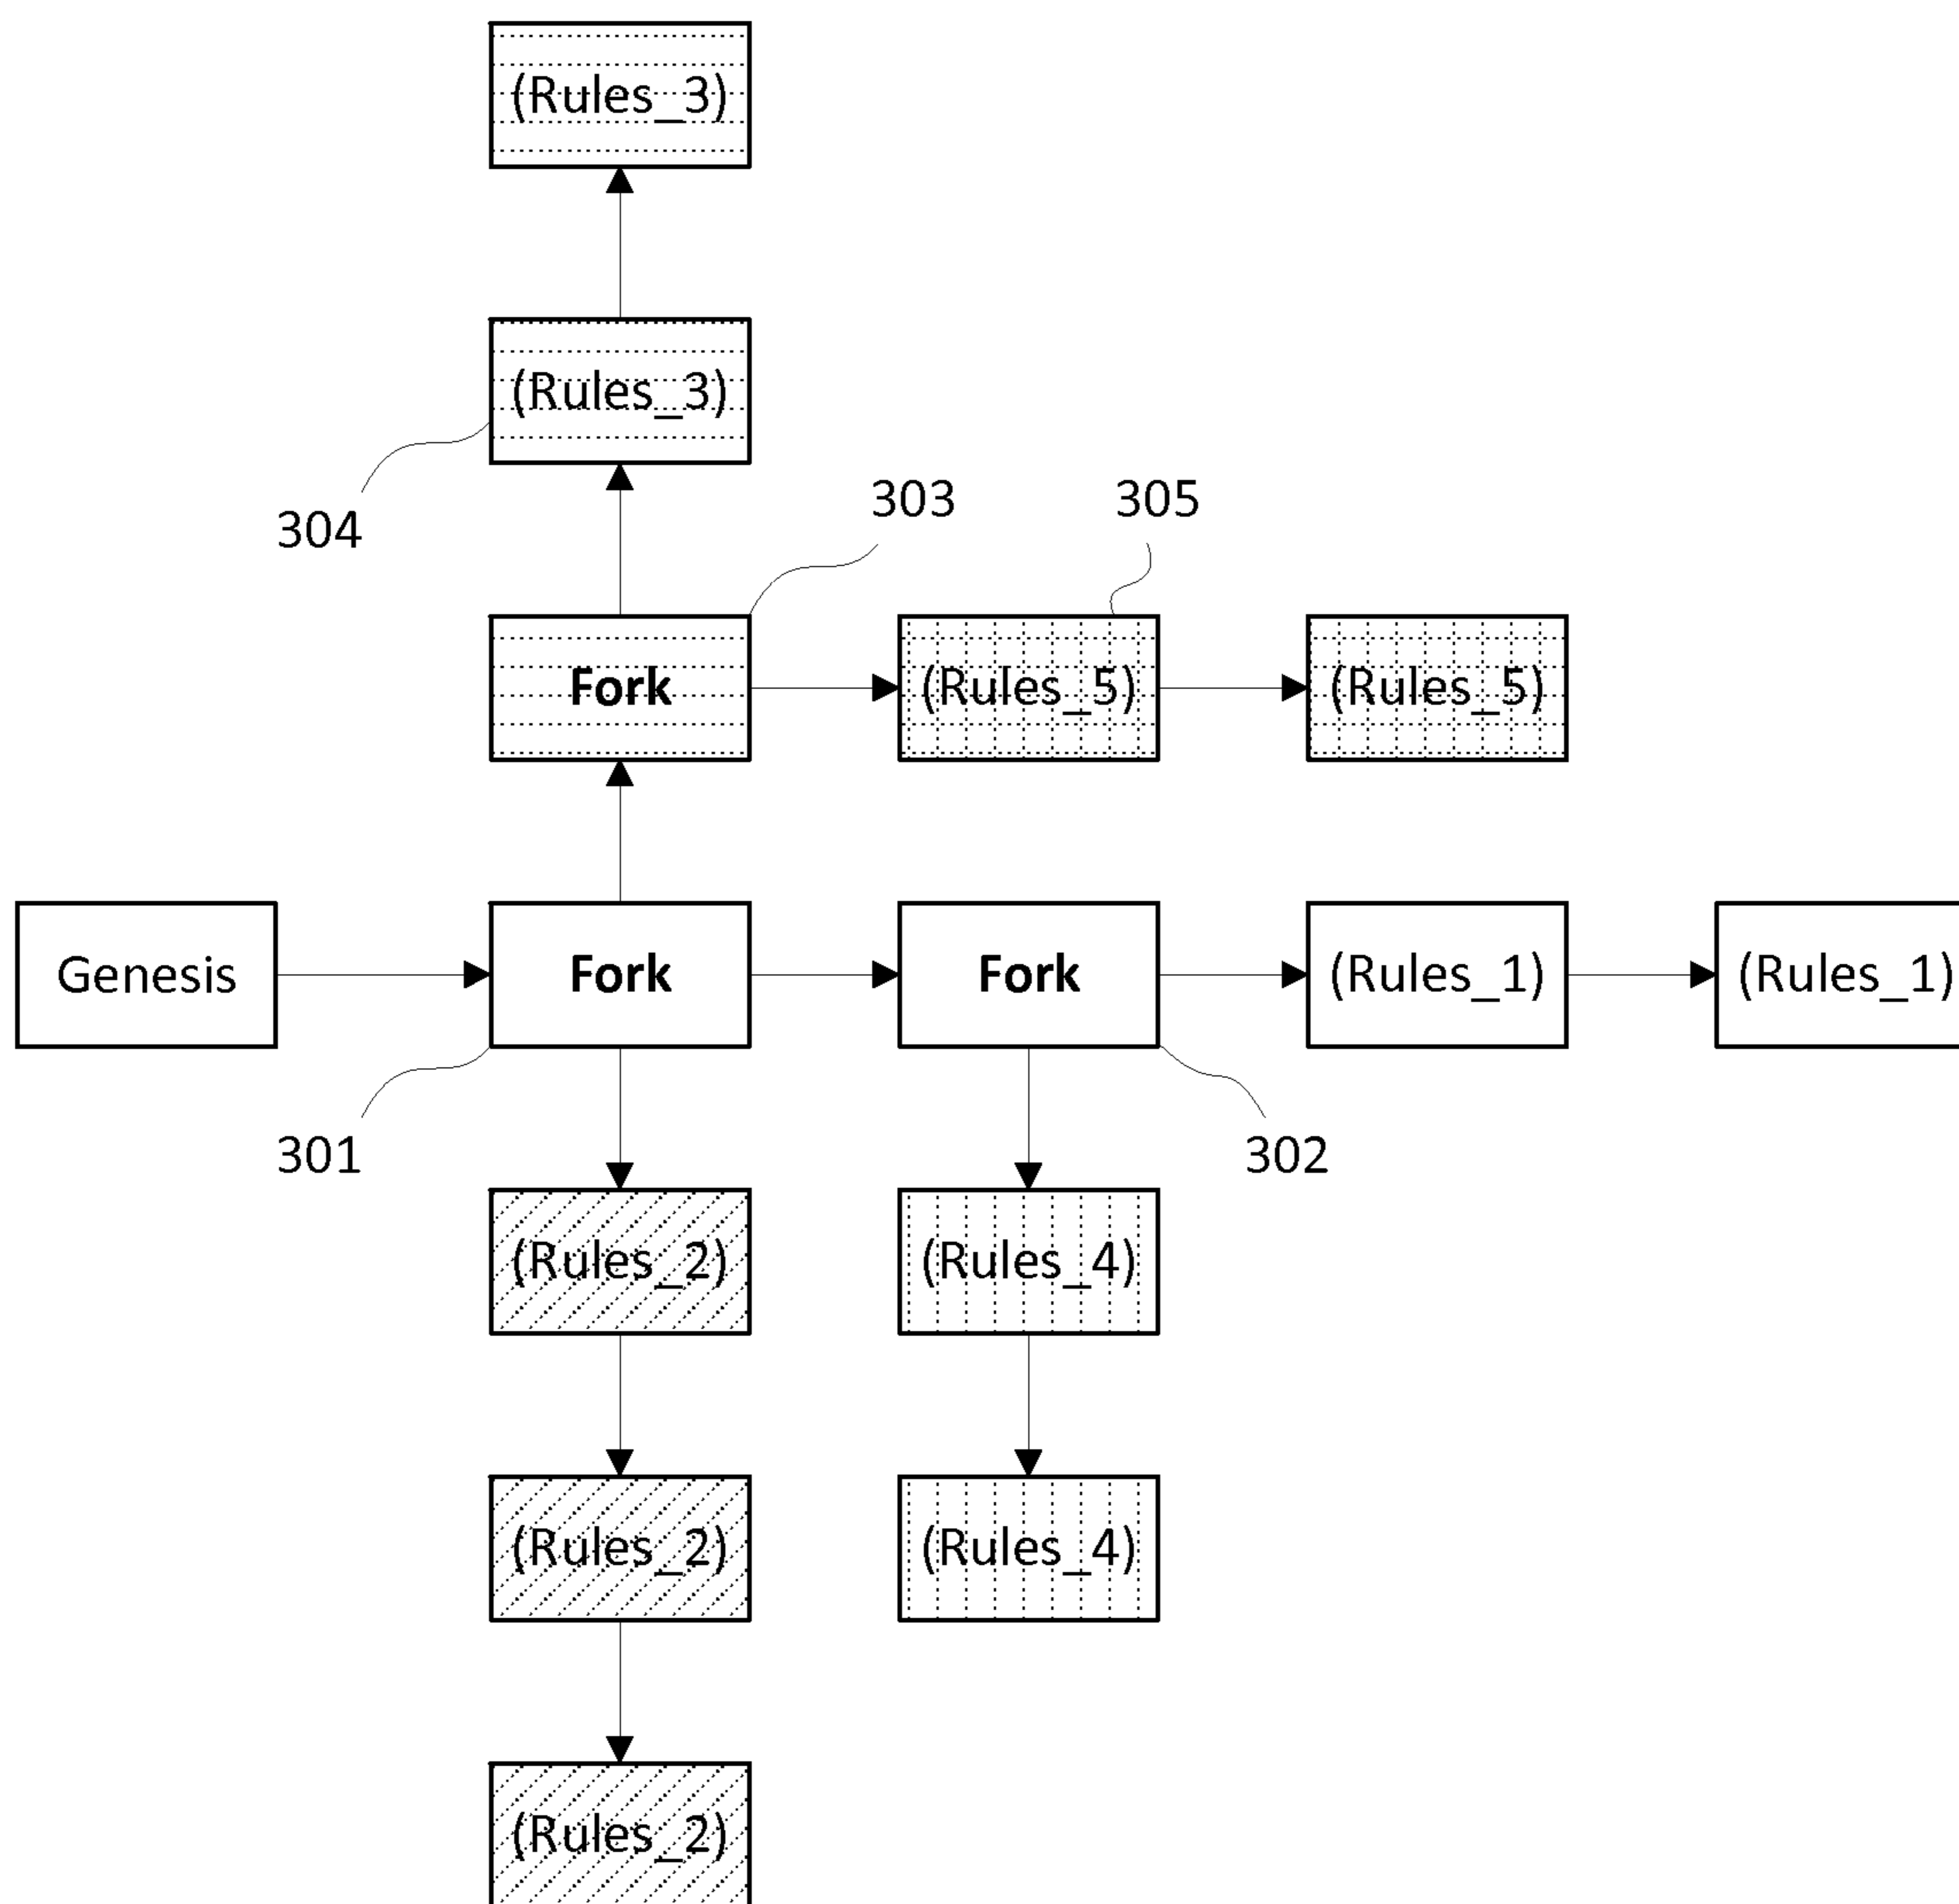 (Rules_3)
(Rules_3)
304
303
305
Fork
(Rules_5)
(Rules_5)
Genesis
Fork
Fork
(Rules_1)
(Rules_1)
301
302
(Rules_2)
(Rules_4)
(Rules_2)
(Rules_4)
(Rules_2)